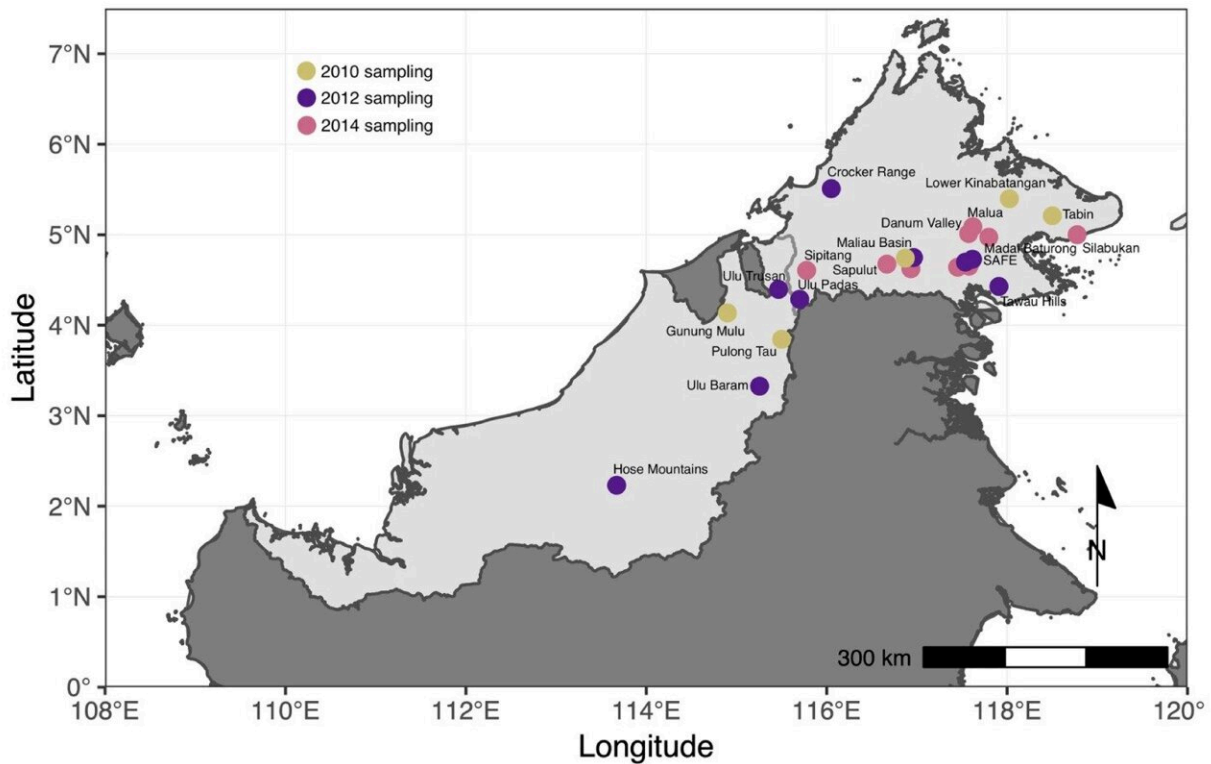 7°N
2010 sampling
2012 sampling
2014 sampling
6°N
Crocker Range
Lower Kinabatangan
Malua
Tabin
Danum Valley
5°N
Maliau Basin
Madai Baturong
Silabukan
Sipitang
SAFE
Sapulut
Ulu Trusan
Ulu Padas
Tawau Hills
4°N
Gunung Mulu
Pulong Tau
Ulu Baram
3°N
Hose Mountains
2°N
N
1°N
300 km
0°
108°E
110°E
112°E
114°E
116°E
118°E
120°
Latitude
Longitude